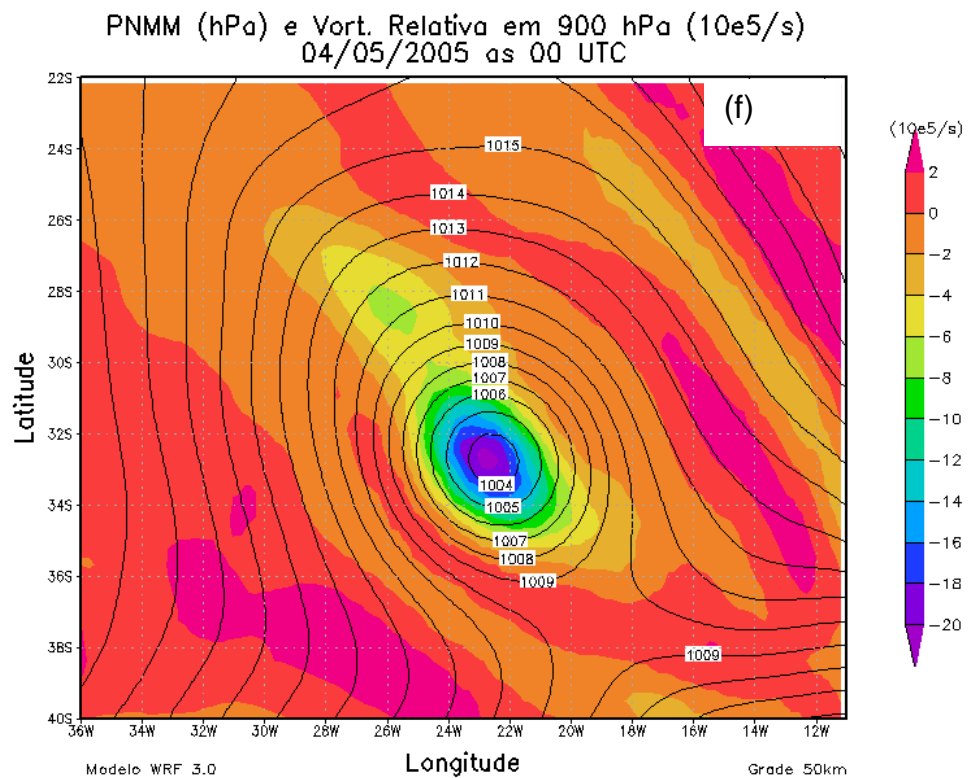 PNMM (hPa) e Vort. Relativa em 900 hPa (10e5/s)
04/05/2005 as 00 UTC
(f)
(10e5/s)
2
0
-2
-4
-6
-8
-10
-12
-14
-16
-18
-20
22S
24S
26S
28S
30S
32S
34S
36S
38S
40S
Latitude
1015
1014
1013
1012
1011
1010
1009
1008
1007
1006
1004
1005
1007
1008
1009
1009
36W 34W 32W 30W 28W 26W 24W 22W 20W 18W 16W 14W 12W
Longitude
Modelo WRF 3.0
Grade 50km